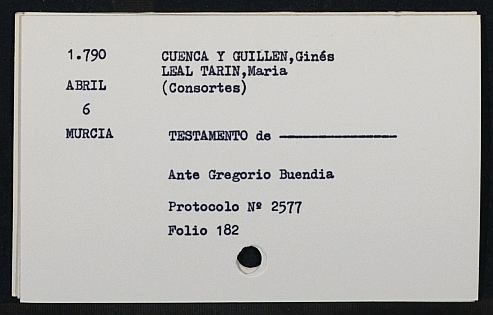 1.790
ABRIL
6
MURCIA
CUENCA Y GUILLEN,Ginés
LEAL TARIN,Maria
(Consortes)
TESTAMENTO de ————————
Ante Gregorio Buendia
Protocolo Nº 2577
Folio 182